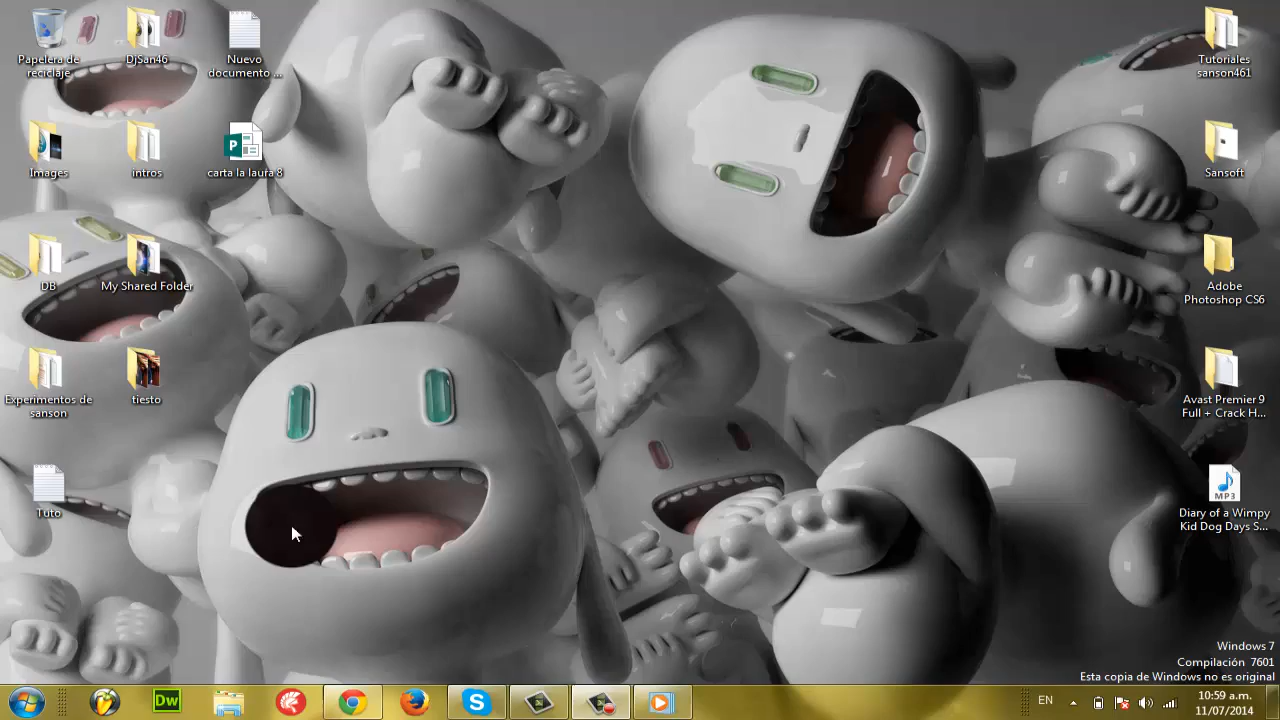 Papelera de
reciclaje
DjSan46
Nuevo
documento ...
Images
intros
carta la laura 8
DB
My Shared Folder
Experimentos de
sanson
tiesto
Tuto
Tutoriales
sanson461
Sansoft
Adobe
Photoshop CS6
Avast Premier 9
Full + Crack H...
MP3
Diary of a Wimpy
Kid Dog Days S...
Windows 7
Compilación 7601
Esta copia de Windows no es original
Dw
EN
10:59 a.m.
11/07/2014